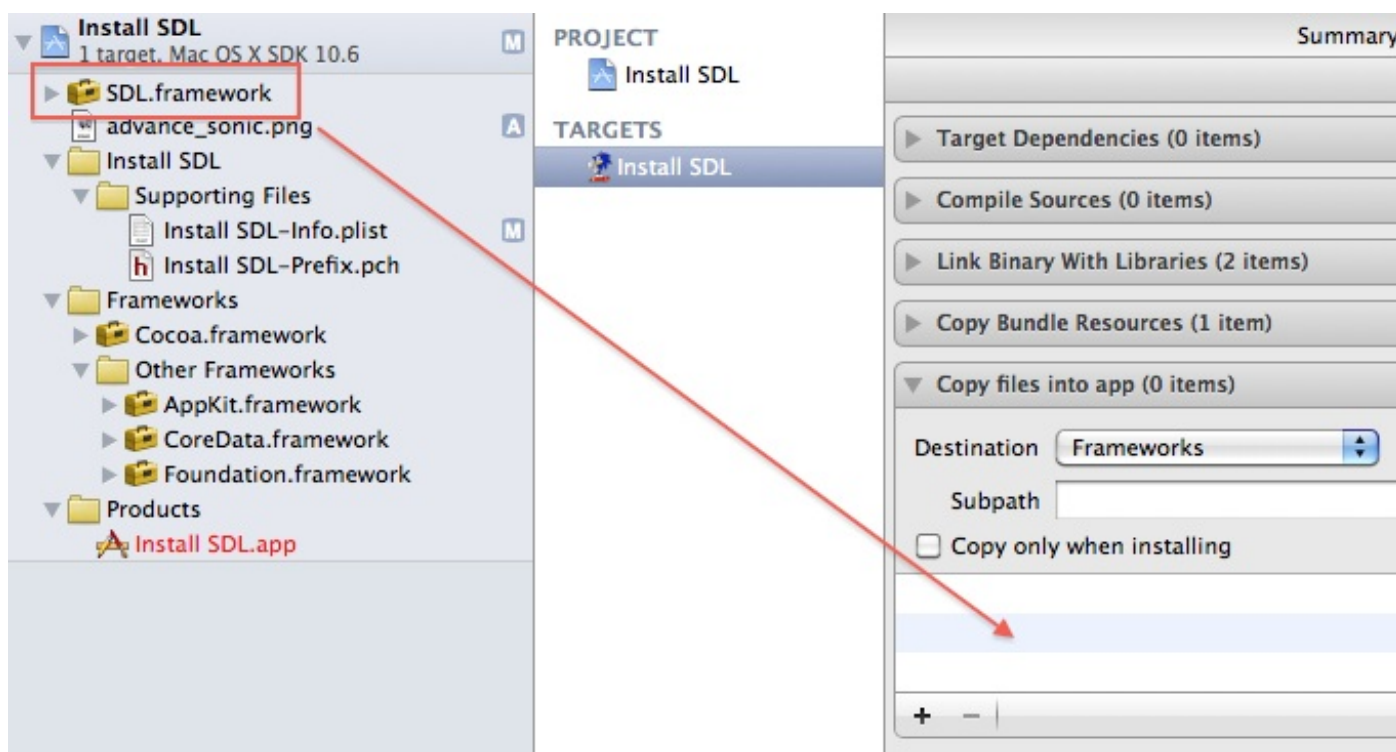 Install SDL
1 target, Mac OS X SDK 10.6
M
SDL.framework
advance_sonic.png
A
Install SDL
Supporting Files
Install SDL-Info.plist
M
h Install SDL-Prefix.pch
Frameworks
Cocoa.framework
Other Frameworks
AppKit.framework
CoreData.framework
Foundation.framework
Products
Install SDL.app
PROJECT
Install SDL
TARGETS
Install SDL
Summary
Target Dependencies (0 items)
Compile Sources (0 items)
Link Binary With Libraries (2 items)
Copy Bundle Resources (1 item)
Copy files into app (0 items)
Destination Frameworks
Subpath
Copy only when installing
+ −